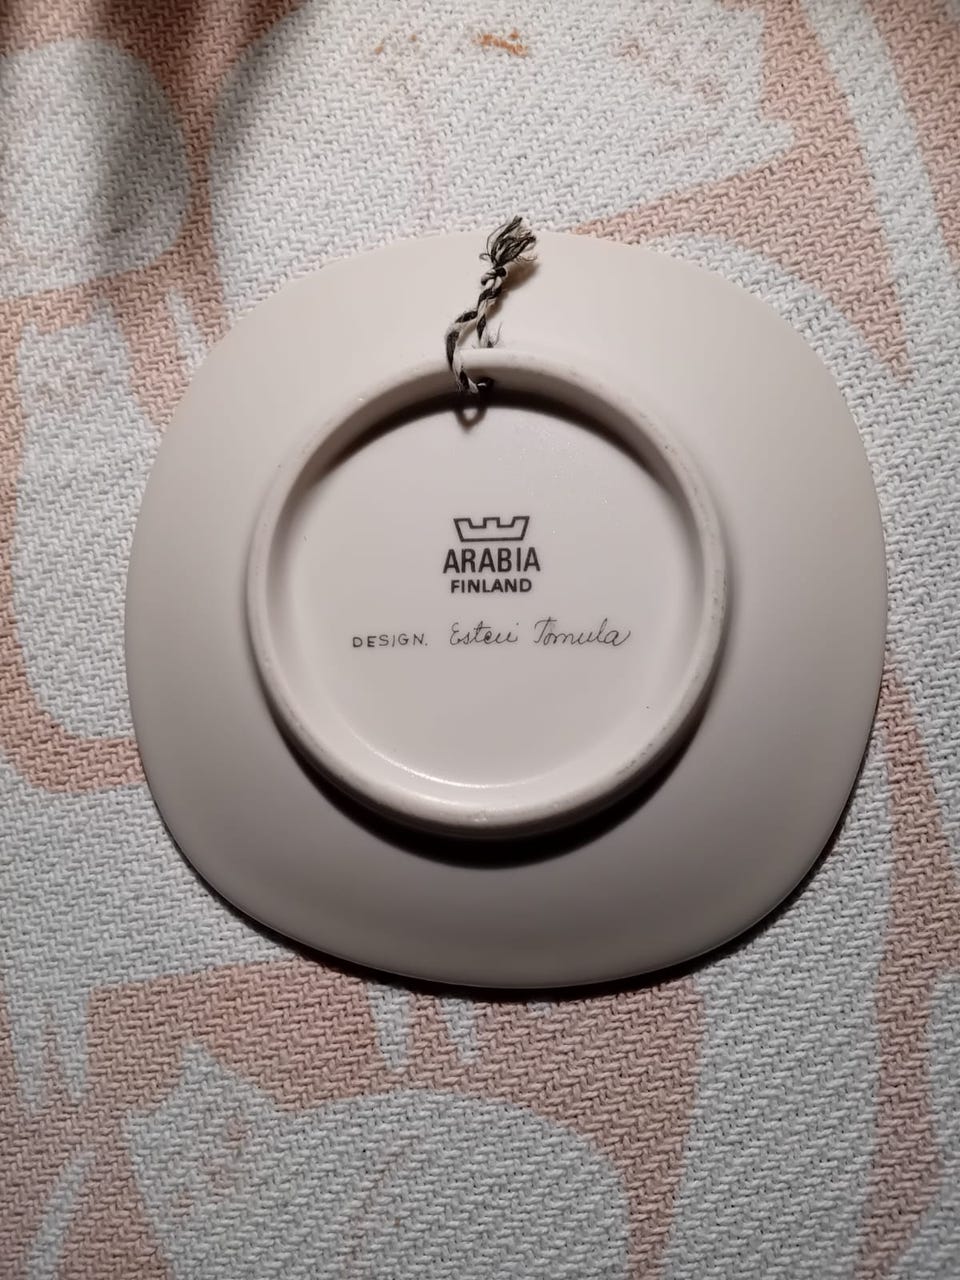 ARABIA
FINLAND
DESIGN. Esteri Tomula